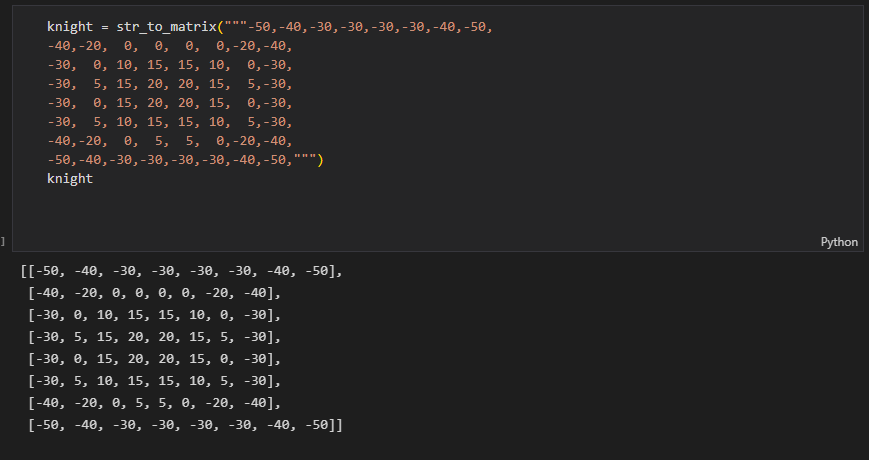 knight = str_to_matrix("""-50,-40,-30,-30,-30,-30,-40,-50,
-40,-20,  0,  0,  0,  0,-20,-40,
-30,  0, 10, 15, 15, 10,  0,-30,
-30,  5, 15, 20, 20, 15,  5,-30,
-30,  0, 15, 20, 20, 15,  0,-30,
-30,  5, 10, 15, 15, 10,  5,-30,
-40,-20,  0,  5,  5,  0,-20,-40,
-50,-40,-30,-30,-30,-30,-40,-50,""")
knight
]
Python
[[-50, -40, -30, -30, -30, -30, -40, -50],
[-40, -20, 0, 0, 0, 0, -20, -40],
[-30, 0, 10, 15, 15, 10, 0, -30],
[-30, 5, 15, 20, 20, 15, 5, -30],
[-30, 0, 15, 20, 20, 15, 0, -30],
[-30, 5, 10, 15, 15, 10, 5, -30],
[-40, -20, 0, 5, 5, 0, -20, -40],
[-50, -40, -30, -30, -30, -30, -40, -50]]